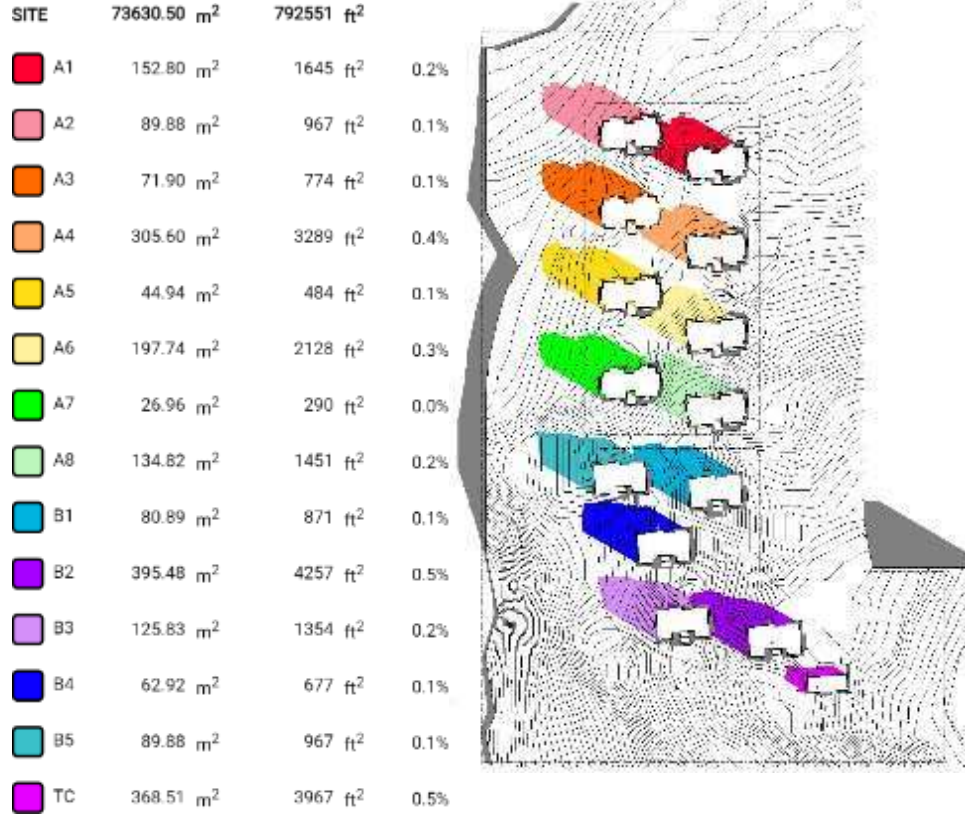 SITE 73630.50 m² 792551 ft²
A1 152.80 m² 1645 ft² 0.2%
A2 89.88 m² 967 ft² 0.1%
A3 71.90 m² 774 ft² 0.1%
A4 305.60 m² 3289 ft² 0.4%
A5 44.94 m² 484 ft² 0.1%
A6 197.74 m² 2128 ft² 0.3%
A7 26.96 m² 290 ft² 0.0%
A8 134.82 m² 1451 ft² 0.2%
B1 80.89 m² 871 ft² 0.1%
B2 395.48 m² 4257 ft² 0.5%
B3 125.83 m² 1354 ft² 0.2%
B4 62.92 m² 677 ft² 0.1%
B5 89.88 m² 967 ft² 0.1%
TC 368.51 m² 3967 ft² 0.5%